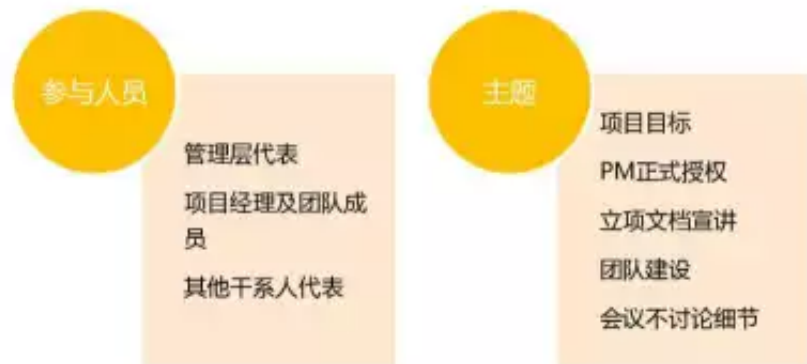 参与人员
管理层代表
项目经理及团队成
员
其他干系人代表
主题
项目目标
PM正式授权
立项文档宣讲
团队建设
会议不讨论细节